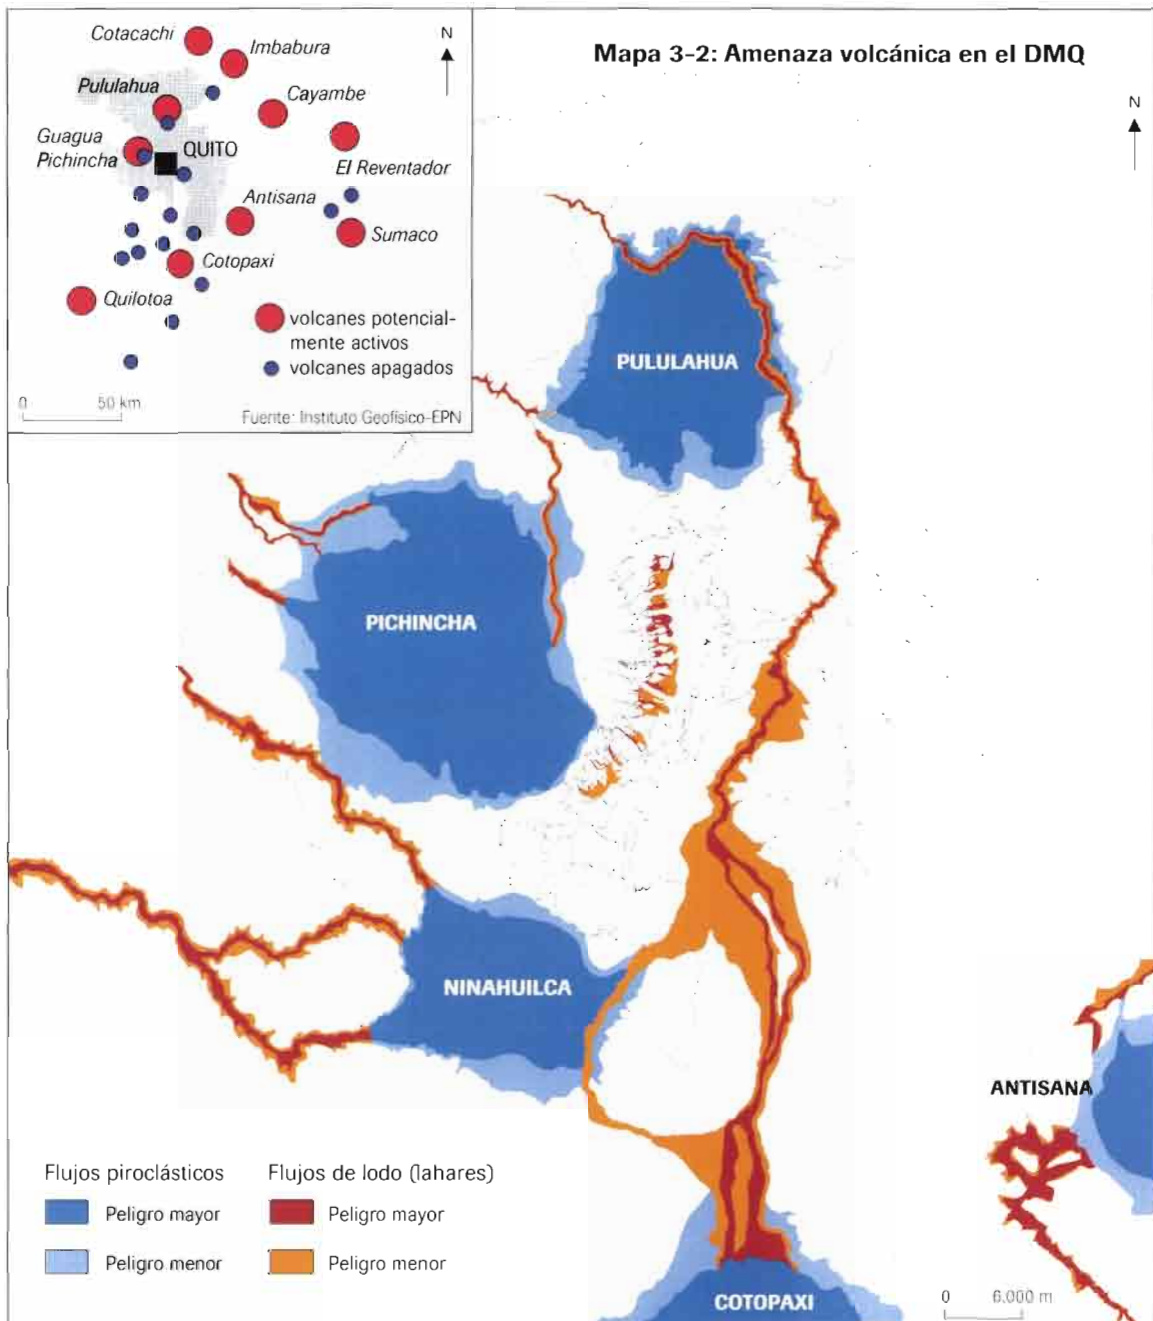 Mapa 3-2: Amenaza volcánica en el DMQ
N
Cotacachi
Imbabura
N
Pululahua
Cayambe
Guagua
Pichincha
QUITO
El Reventador
Antisana
Sumaco
Cotopaxi
Quilotoa
volcanes potencial-
mente activos
volcanes apagados
0 50 km
Fuente: Instituto Geofísico-EPN
PULULAHUA
PICHINCHA
NINAHUILCA
ANTISANA
COTOPAXI
Flujos piroclásticos
Peligro mayor
Peligro menor
Flujos de lodo (lahares)
Peligro mayor
Peligro menor
0 6.000 m